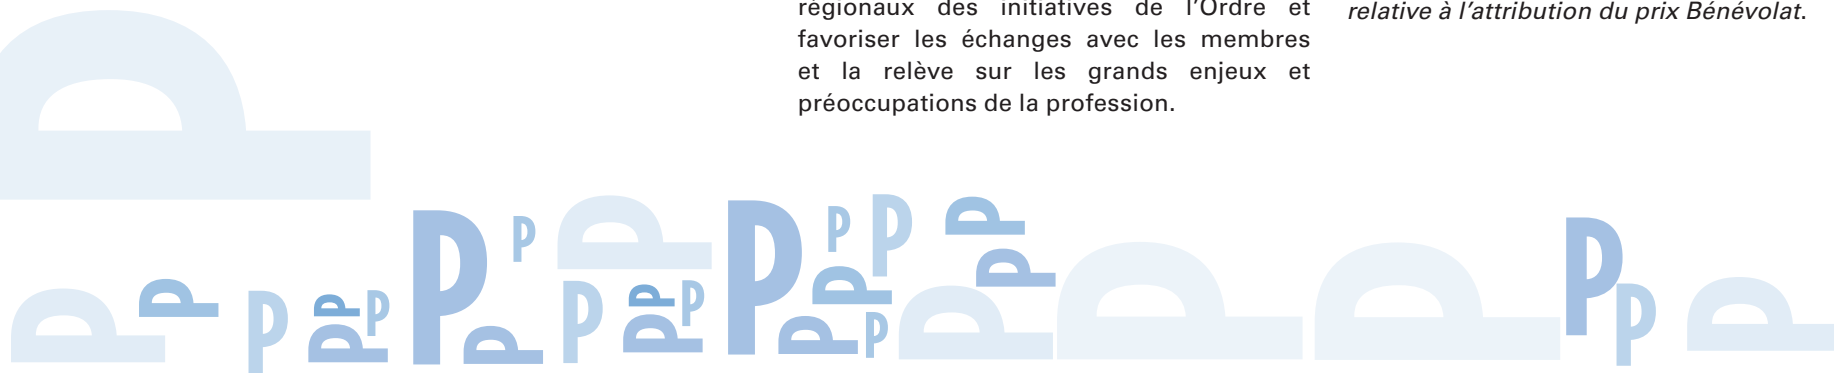 régionaux des initiatives de l'Ordre et
favoriser les échanges avec les membres
et la relève sur les grands enjeux et
préoccupations de la profession.
relative à l'attribution du prix Bénévolat.